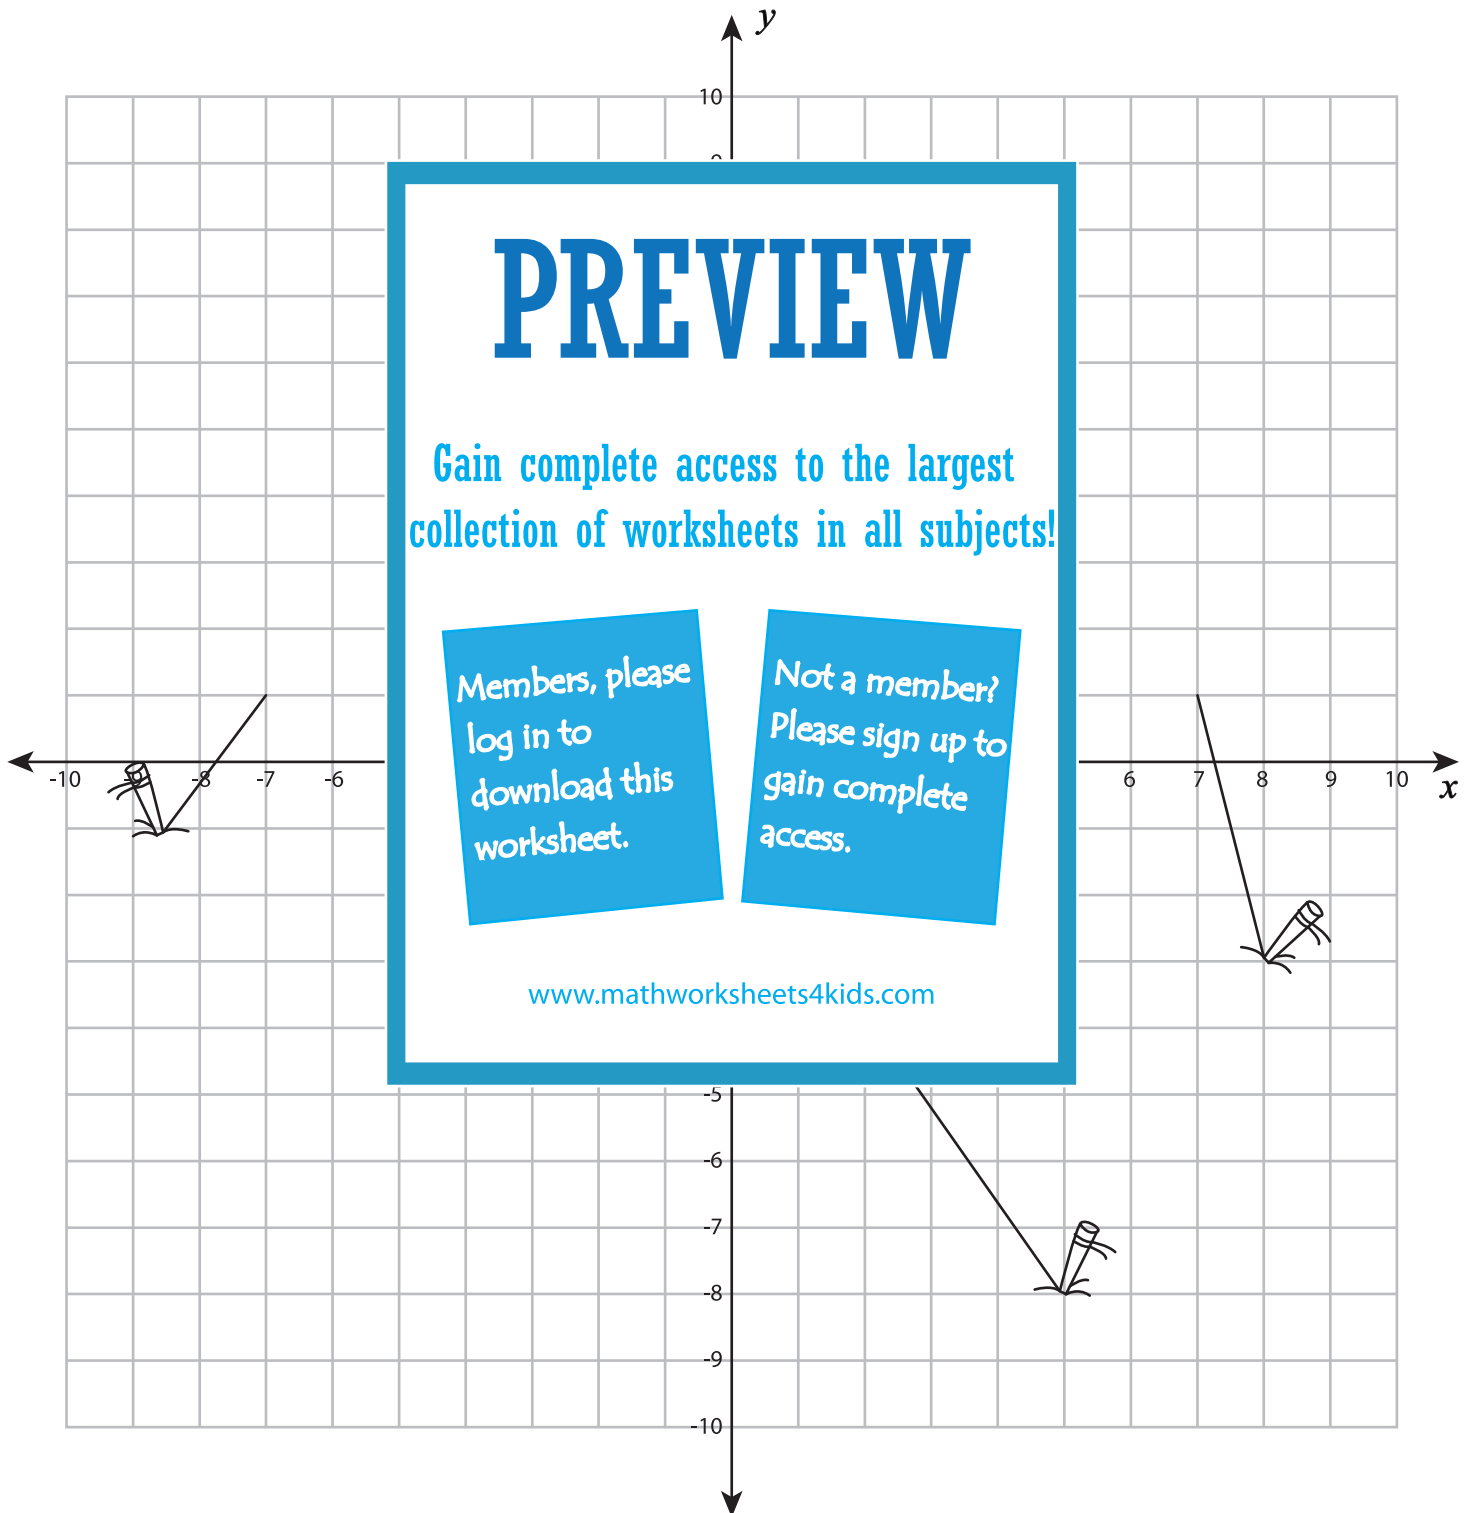 y
10
9
PREVIEW
Gain complete access to the largest
collection of worksheets in all subjects!
Members, please
log in to
download this
worksheet.
Not a member?
Please sign up to
gain complete
access.
-10 -9 -8 -7 -6
6 7 8 9 10
x
www.mathworksheets4kids.com
-5
-6
-7
-8
-9
-10